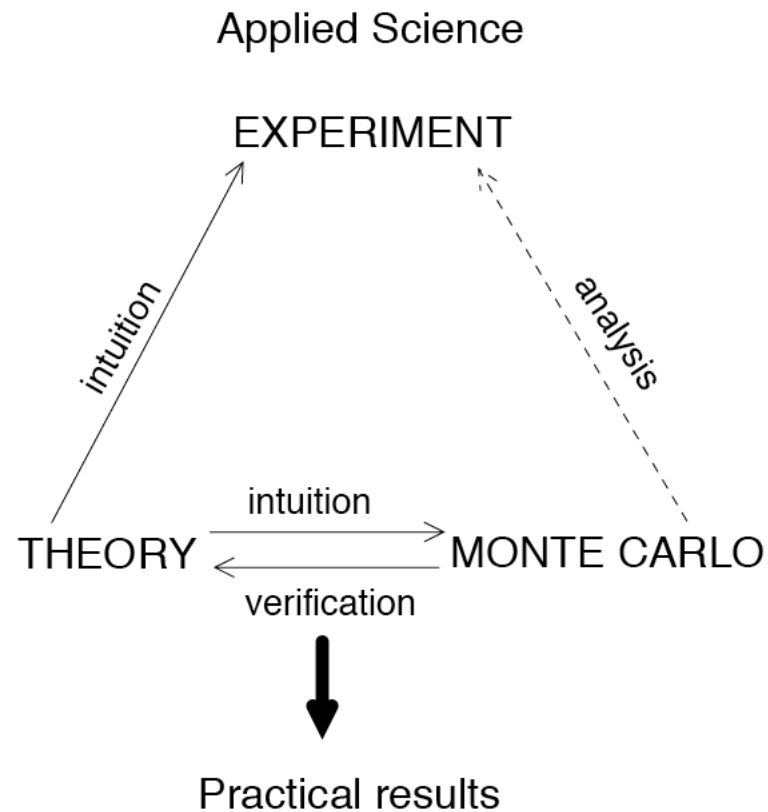 Applied Science
EXPERIMENT
intuition
analysis
intuition
THEORY
MONTE CARLO
verification
Practical results